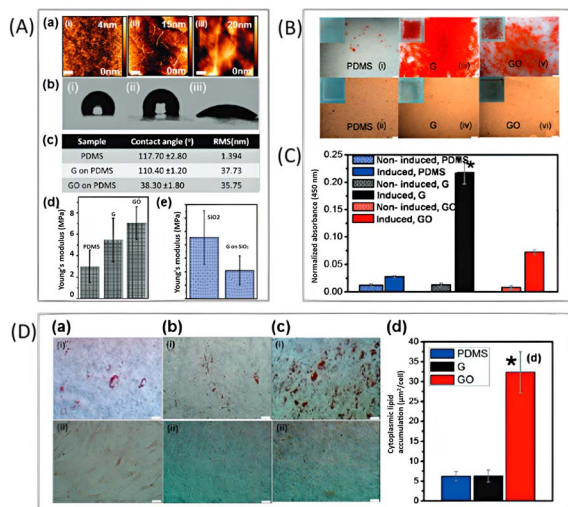 (A)
(a)
(i) 4nm
0nm
(ii) 15nm
0nm
(iii) 20nm
0nm
(b)
(i) (ii) (iii)
(c)
Sample Contact angle (°) RMS(nm)
PDMS 117.70 ±2.80 1.394
G on PDMS 110.40 ±1.20 37.73
GO on PDMS 38.30 ±1.80 35.75
(d)
Young's modulus (MPa)
8
6
4
2
0
PDMS
G
GO
(e)
Young's modulus (MPa)
SIO2
G on SiO₂
(B)
PDMS (i)
G (iii)
GO (v)
PDMS (ii)
G (iv)
GO (vi)
(C)
Normalized absorbance (450 nm)
0.25
0.20
0.15
0.10
0.05
0.00
Non- induced, PDMS
Induced, PDMS
Non- induced, G
Induced, G
Non- induced, GO
Induced, GO
*
(D)
(a) (b) (c)
(i) (i) (i)
(ii) (ii) (ii)
(d)
Cytoplasmic lipid
accumulation (µm²/cell)
40
35
30
25
20
15
10
5
0
PDMS
G
GO
* (d)